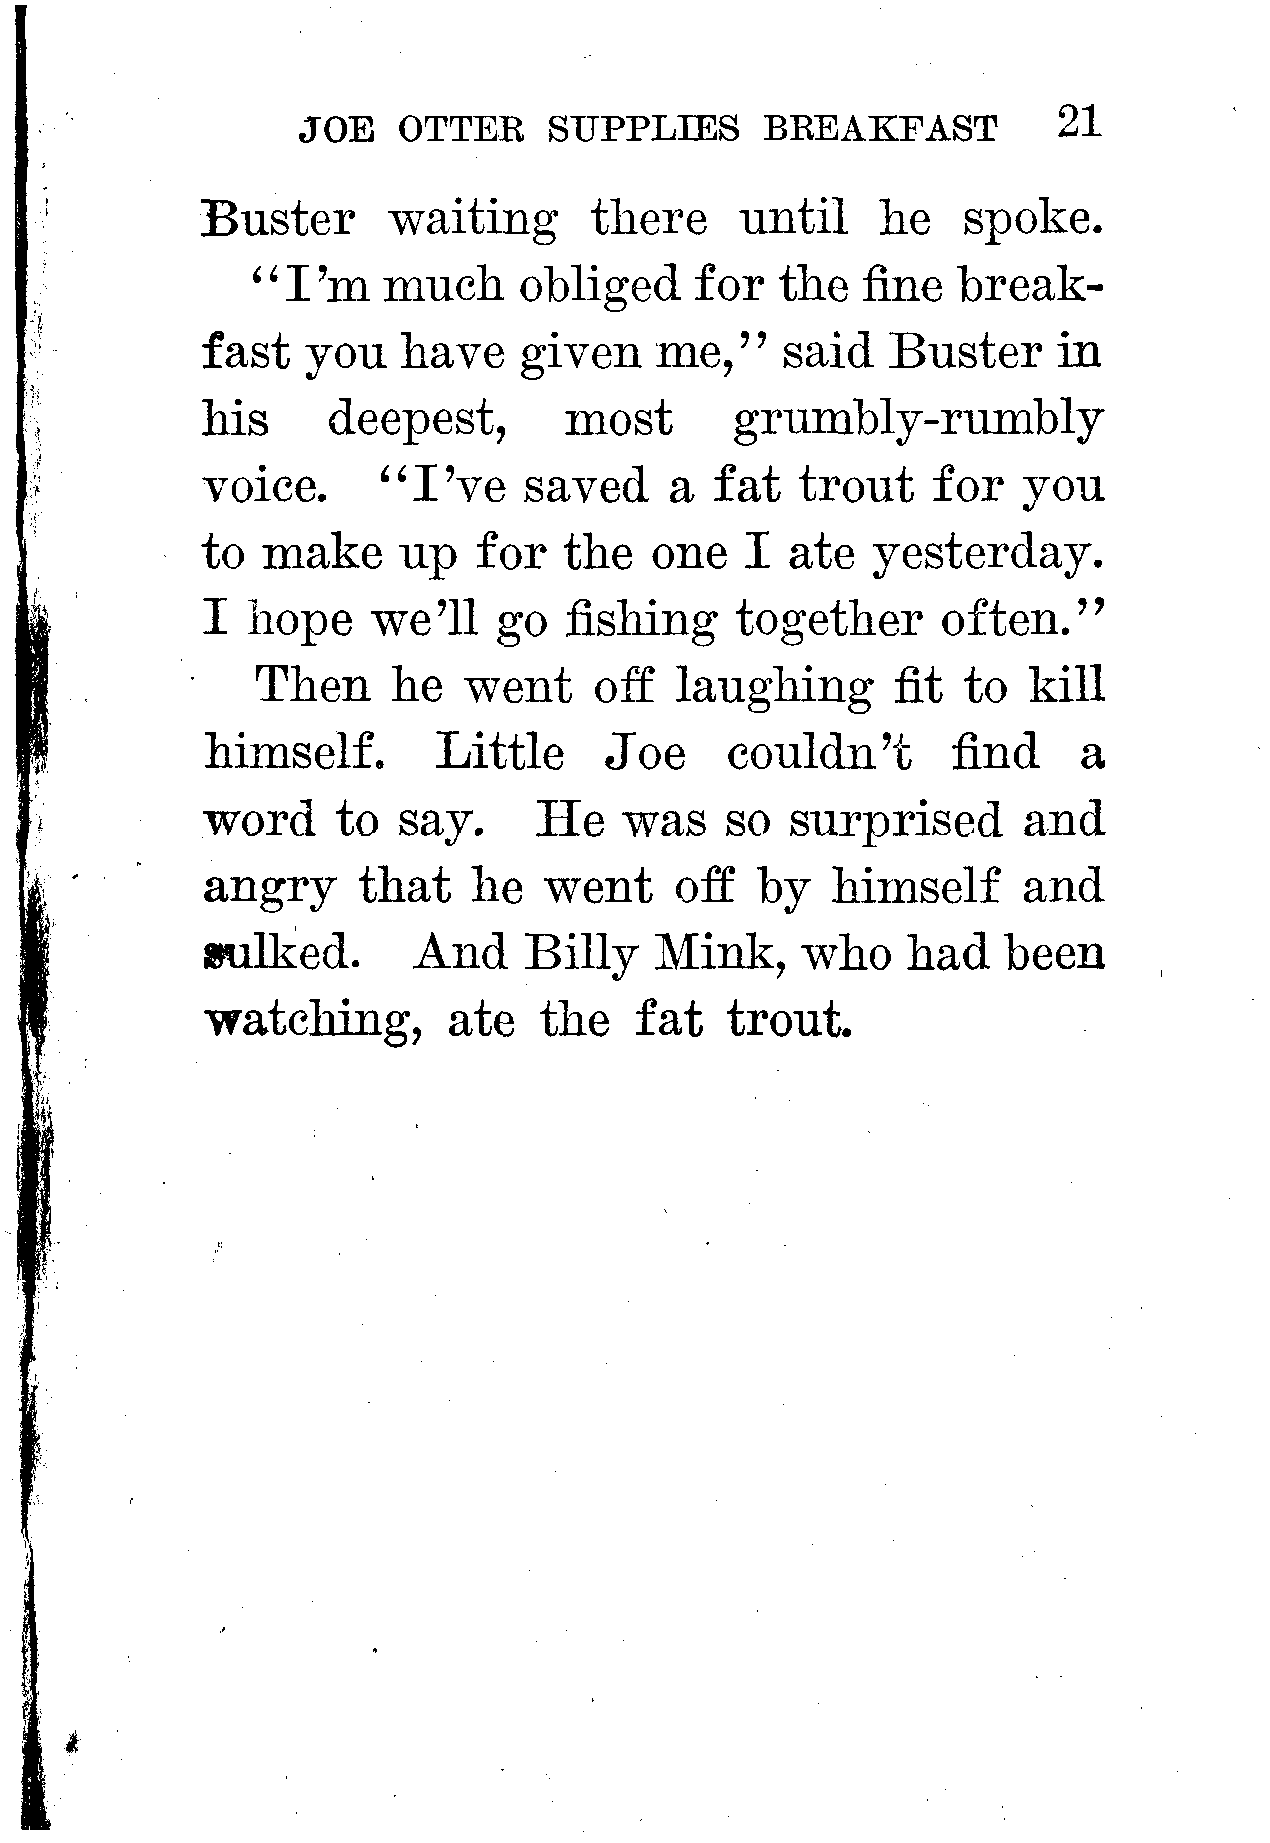 JOE OTTER SUPPLIES BREAKFAST 21
Buster waiting there until he spoke.
"I'm much obliged for the fine break-
fast you have given me," said Buster in
his deepest, most grumbly-rumbly
voice. "I've saved a fat trout for you
to make up for the one I ate yesterday.
I hope we'll go fishing together often."
Then he went off laughing fit to kill
himself. Little Joe couldn't find a
word to say. He was so surprised and
angry that he went off by himself and
sulked. And Billy Mink, who had been
watching, ate the fat trout.